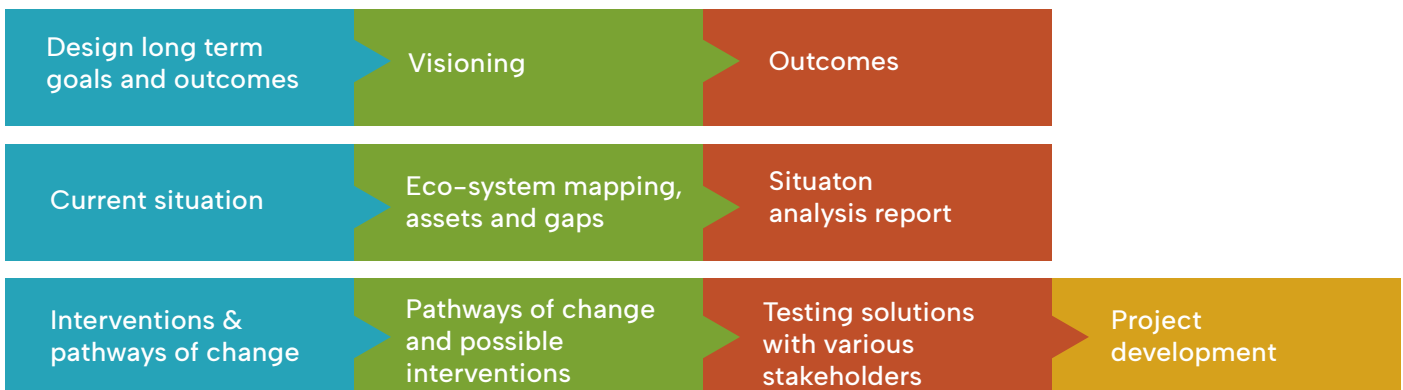 Design long term
goals and outcomes
Visioning
Outcomes
Current situation
Eco-system mapping,
assets and gaps
Situaton
analysis report
Interventions &
pathways of change
Pathways of change
and possible
interventions
Testing solutions
with various
stakeholders
Project
development